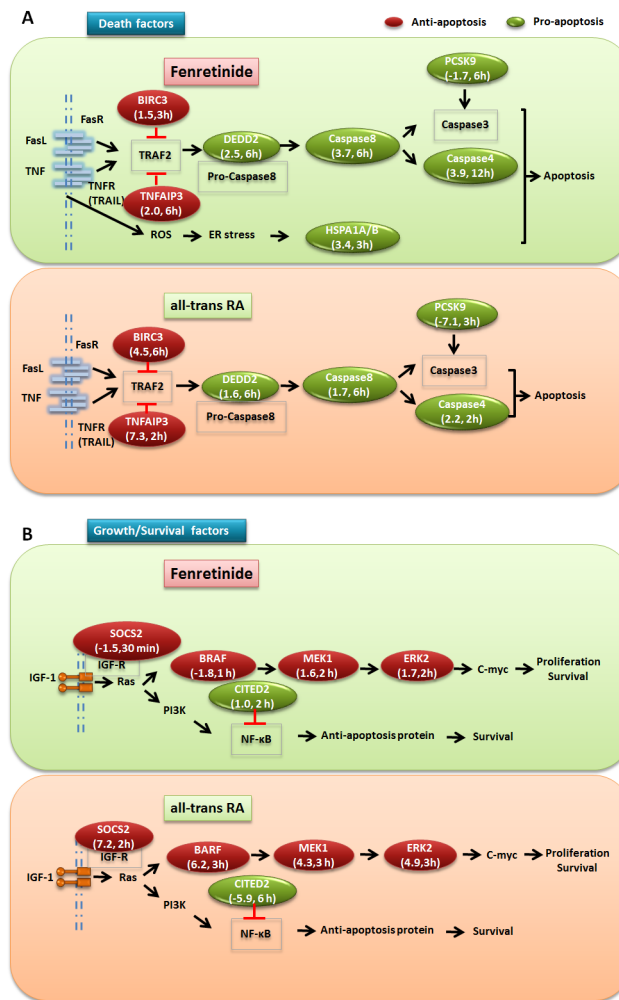 A
Death factors
Anti-apoptosis
Pro-apoptosis
Fenretinide
PCSK9
(-1.7, 6h)
BIRC3
(1.5,3h)
FasR
FasL
TNF
TNFR
(TRAIL)
TRAF2
TNFAIP3
(2.0, 6h)
DEDD2
(2.5, 6h)
Pro-Caspase8
Caspase8
(3.7, 6h)
Caspase3
Caspase4
(3.9, 12h)
Apoptosis
ROS
ER stress
HSPA1A/B
(3.4, 3h)
all-trans RA
PCSK9
(-7.1, 3h)
BIRC3
(4.5,6h)
FasR
FasL
TNF
TNFR
(TRAIL)
TRAF2
TNFAIP3
(7.3, 2h)
DEDD2
(1.6, 6h)
Pro-Caspase8
Caspase8
(1.7, 6h)
Caspase3
Caspase4
(2.2, 2h)
Apoptosis
B
Growth/Survival factors
Fenretinide
SOCS2
(-1.5,30 min)
IGF-R
IGF-1
Ras
BRAF
(-1.8,1 h)
MEK1
(1.6,2 h)
ERK2
(1.7,2h)
C-myc
Proliferation
Survival
CITED2
(1.0, 2 h)
PI3K
NF-κB
Anti-apoptosis protein
Survival
all-trans RA
SOCS2
(7.2, 2h)
IGF-R
IGF-1
Ras
BARF
(6.2, 3h)
MEK1
(4.3,3 h)
ERK2
(4.9,3h)
C-myc
Proliferation
Survival
CITED2
(-5.9, 6 h)
PI3K
NF-κB
Anti-apoptosis protein
Survival